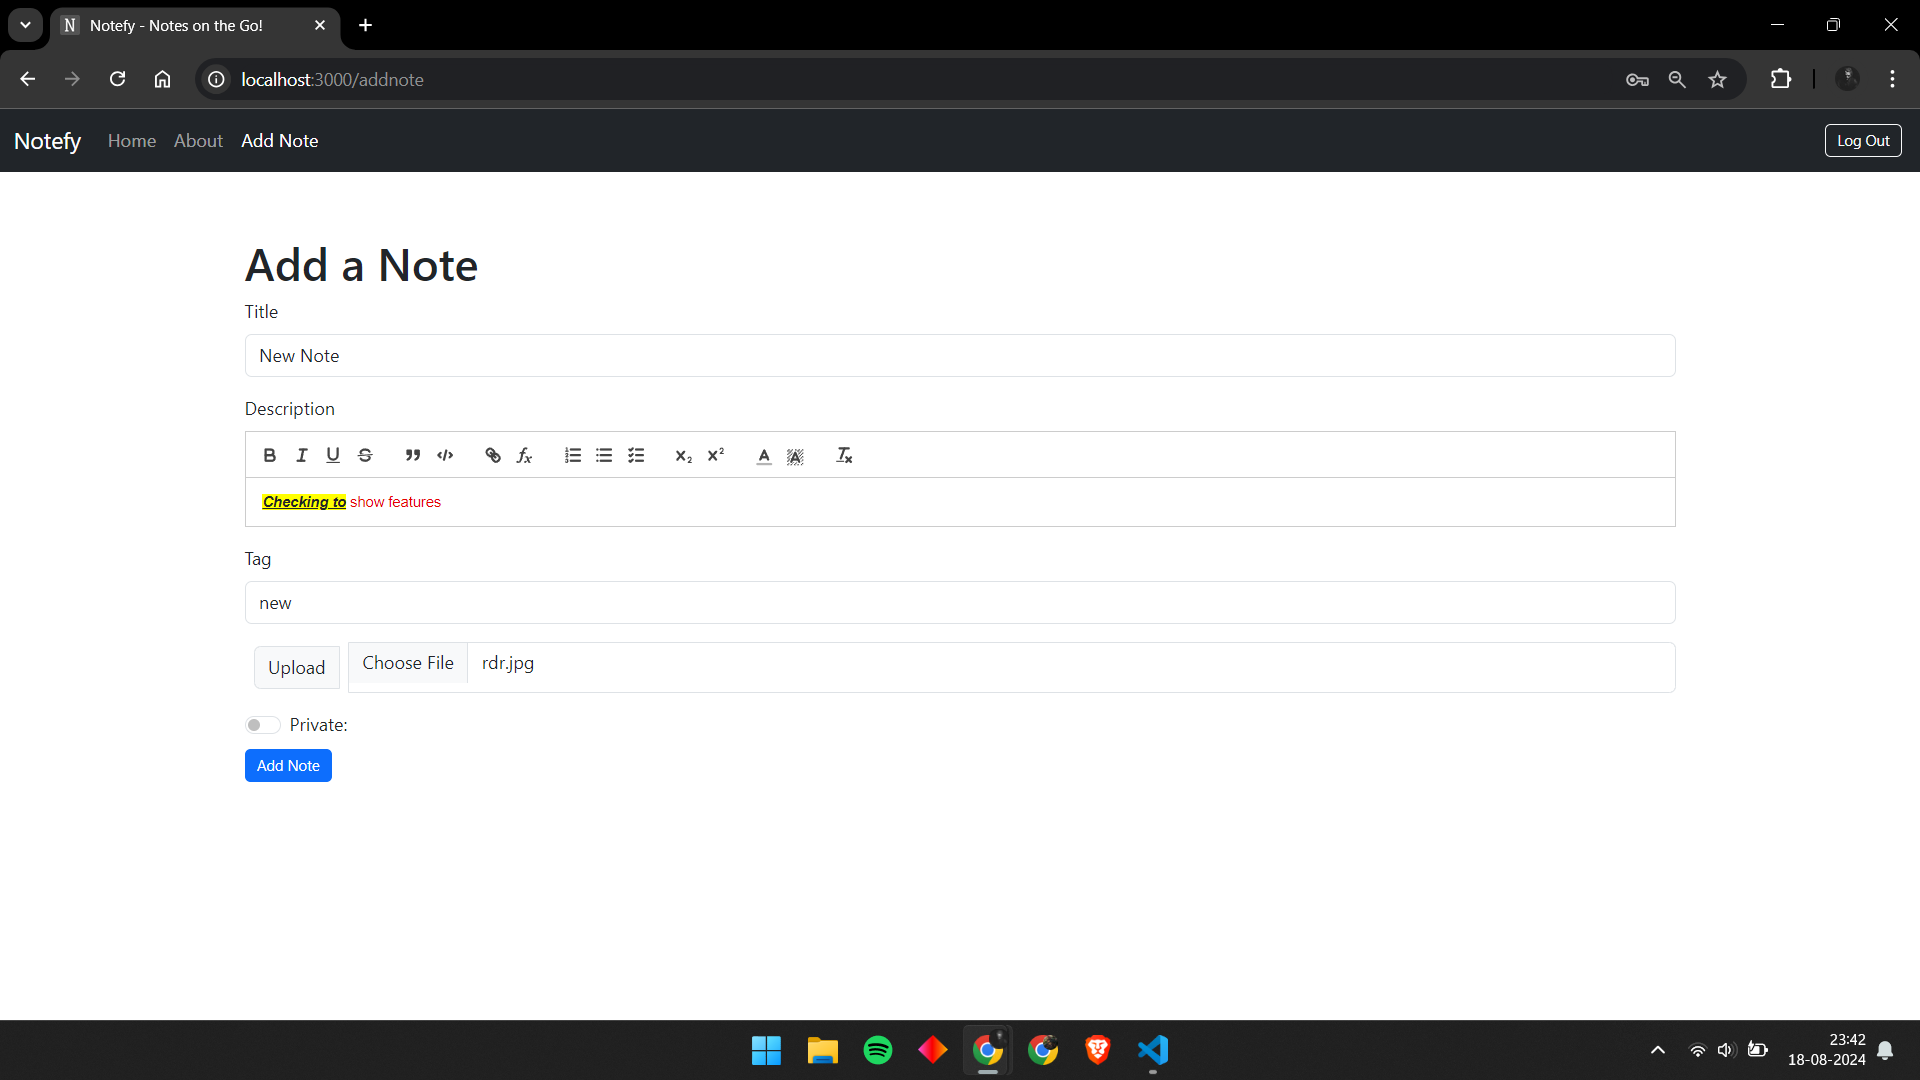 Notefy - Notes on the Go!
localhost:3000/addnote
Notefy Home About Add Note Log Out
Add a Note
Title
New Note
Description
Checking to show features
Tag
new
Upload Choose File rdr.jpg
Private:
Add Note
23:42
18-08-2024